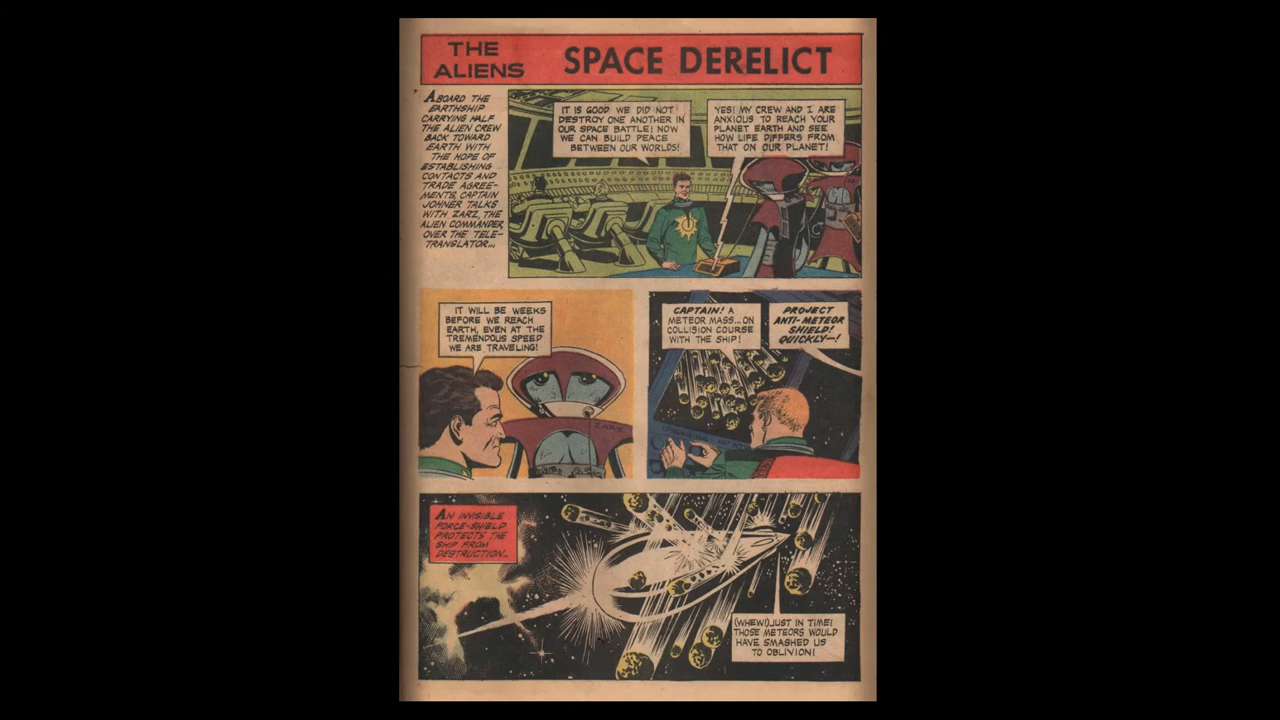 THE
ALIENS
SPACE DERELICT
ABOARD THE
EARTHSHIP
CARRYING HALF
THE ALIEN CREW
BACK TOWARD
EARTH WITH
THE HOPE OF
ESTABLISHING
CONTACTS AND
TRADE AGREE-
MENTS, CAPTAIN
JOHNER TALKS
WITH ZARZ, THE
ALIEN COMMANDER,
OVER THE TELE-
TRANSLATOR...
IT IS GOOD WE DID NOT
DESTROY ONE ANOTHER IN
OUR SPACE BATTLE! NOW
WE CAN BUILD PEACE
BETWEEN OUR WORLDS!
YES! MY CREW AND I ARE
ANXIOUS TO REACH YOUR
PLANET EARTH AND SEE
HOW LIFE DIFFERS FROM
THAT ON OUR PLANET!
IT WILL BE WEEKS
BEFORE WE REACH
EARTH, EVEN AT THE
TREMENDOUS SPEED
WE ARE TRAVELING!
ZARZ
CAPTAIN! A
METEOR MASS...ON
COLLISION COURSE
WITH THE SHIP!
PROJECT
ANTI-METEOR
SHIELD!
QUICKLY—!
AN INVISIBLE
FORCE-SHIELD
PROTECTS THE
SHIP FROM
DESTRUCTION...
(WHEW!) JUST IN TIME!
THOSE METEORS WOULD
HAVE SMASHED US
TO OBLIVION!